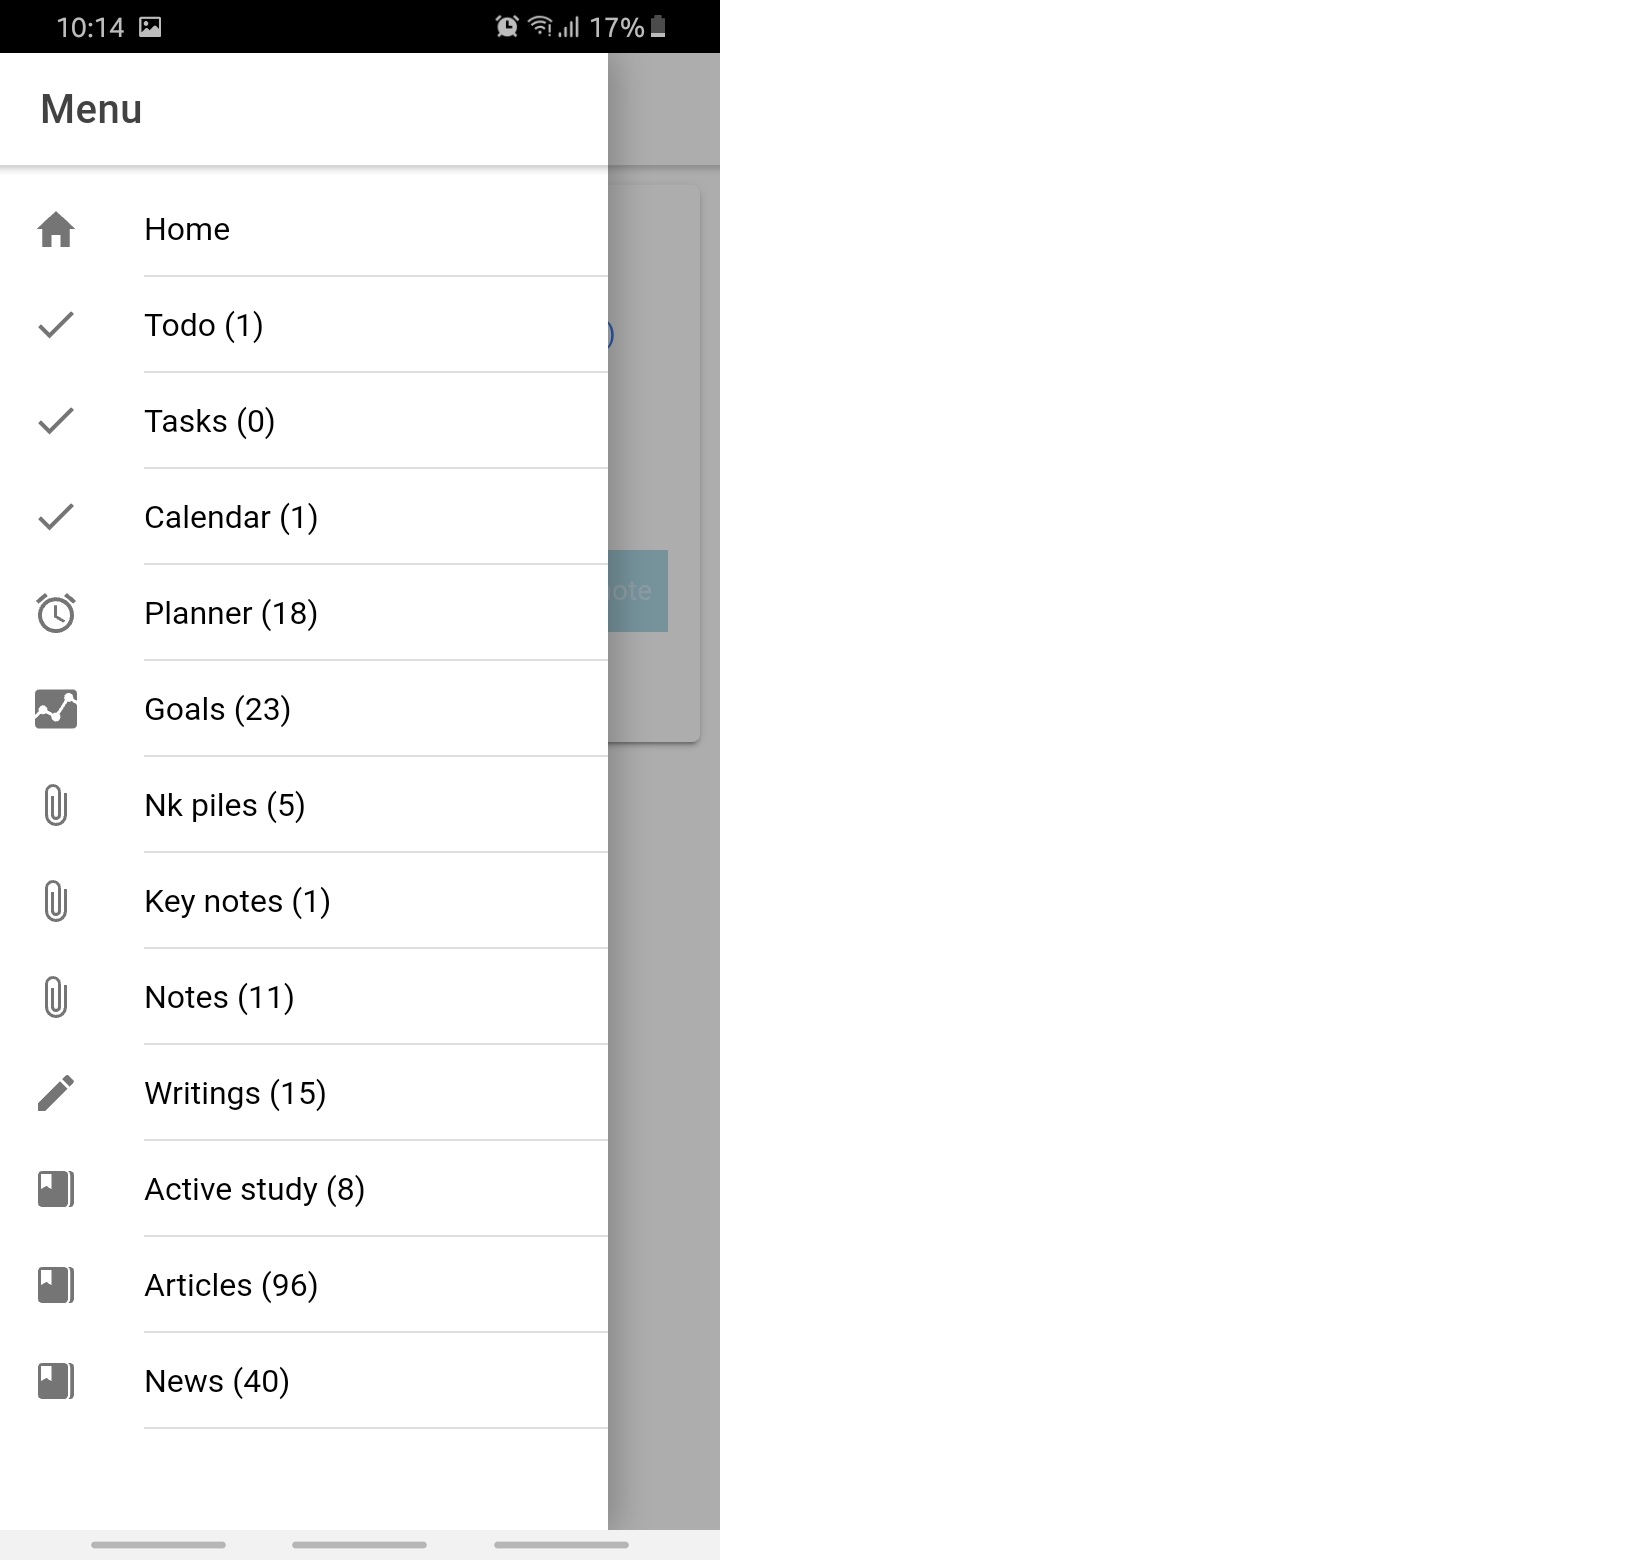 10:14 17%
Menu
Home
Todo (1)
)
Tasks (0)
Calendar (1)
ote
Planner (18)
Goals (23)
Nk piles (5)
Key notes (1)
Notes (11)
Writings (15)
Active study (8)
Articles (96)
News (40)